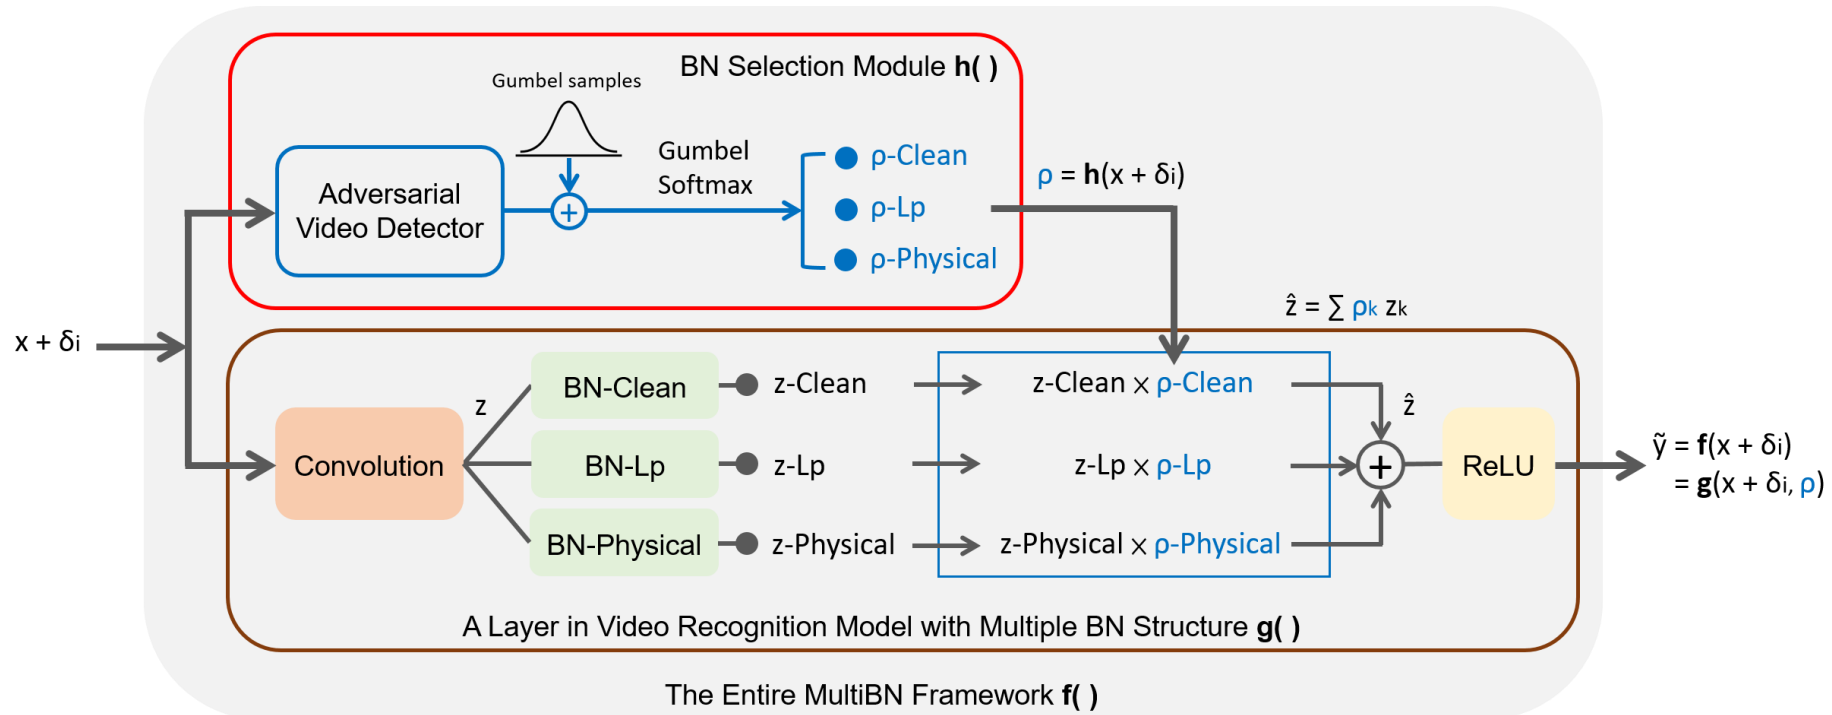 BN Selection Module h( )
Gumbel samples
Gumbel
Softmax
Adversarial
Video Detector
+
ρ-Clean
ρ-Lp
ρ-Physical
ρ = h(x + δi)
x + δi
ẑ = ∑ ρk zk
Convolution
z
BN-Clean
z-Clean
z-Clean × ρ-Clean
ẑ
BN-Lp
z-Lp
z-Lp × ρ-Lp
+
ReLU
BN-Physical
z-Physical
z-Physical × ρ-Physical
ỹ = f(x + δi)
= g(x + δi, ρ)
A Layer in Video Recognition Model with Multiple BN Structure g( )
The Entire MultiBN Framework f( )